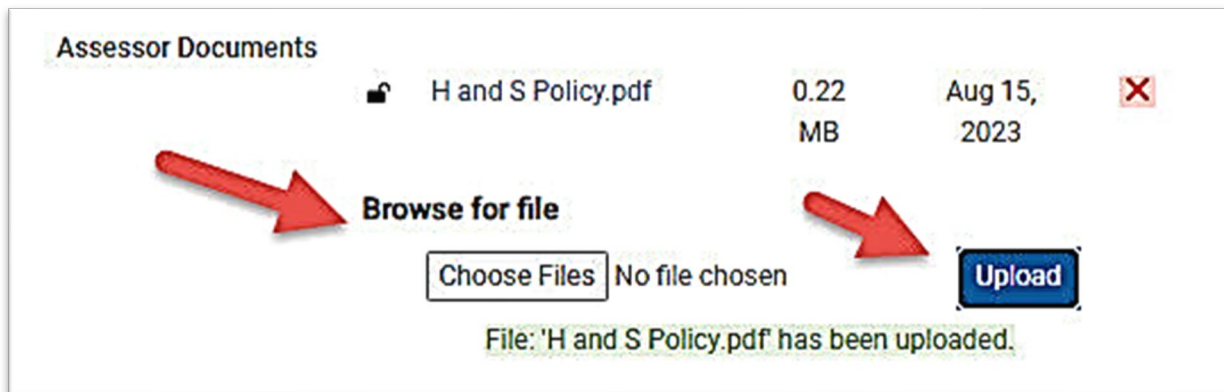 Assessor Documents
H and S Policy.pdf 0.22 MB Aug 15, 2023
Browse for file
Choose Files No file chosen Upload
File: 'H and S Policy.pdf' has been uploaded.